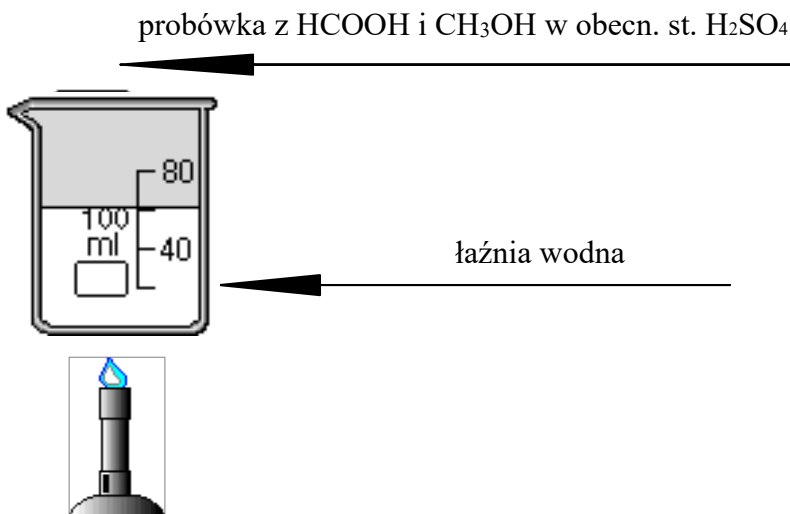 probówka z HCOOH i CH₃OH w obecn. st. H₂SO₄
80
100
ml
40
łaźnia wodna